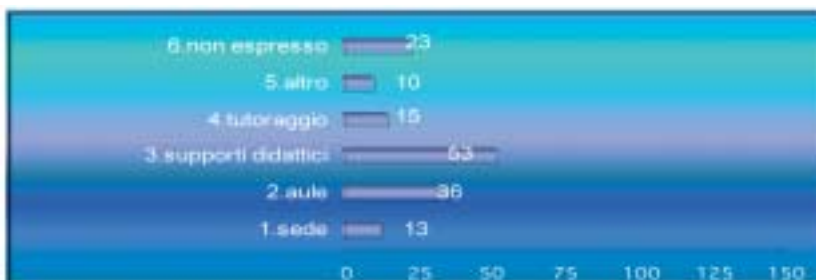 6.non espresso 23
5.altro 10
4.tutoraggio 15
3.supporti didattici 53
2.aule 36
1.sede 13
0 25 50 75 100 125 150